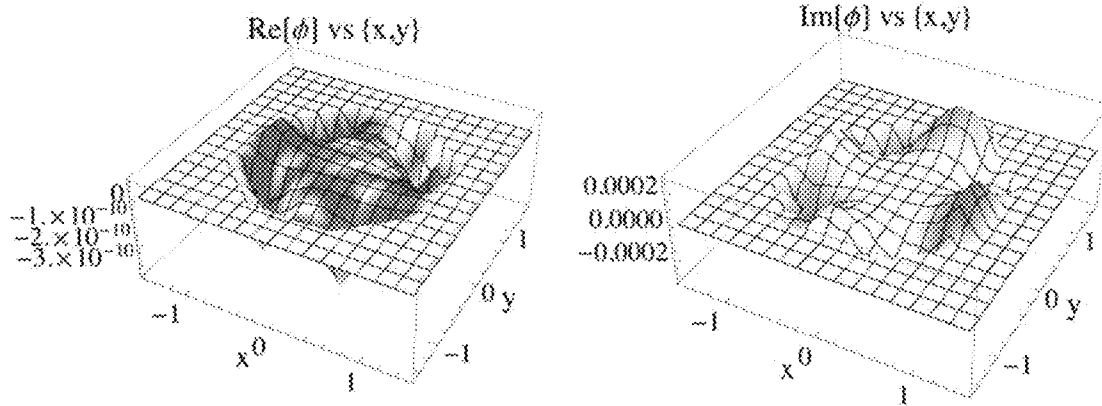 Re[ϕ] vs {x,y}
0
-1.×10⁻¹⁰
-2.×10⁻¹⁰
-3.×10⁻¹⁰
-1
x 0
1
-1
0 y
1
Im[ϕ] vs {x,y}
0.0002
0.0000
-0.0002
-1
x 0
1
-1
0 y
1